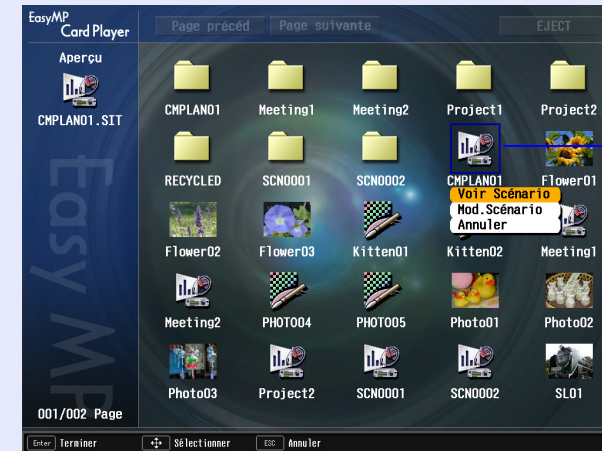 EasyMP
Card Player
Page précéd Page suivante EJECT
Aperçu
CMPLAN01.SIT
CMPLAN01 Meeting1 Meeting2 Project1 Project2
RECYCLED SCN0001 SCN0002 CMPLAN01 Flower01
Voir Scénario
Mod.Scénario
Annuler
Flower02 Flower03 Kitten01 Kitten02 Meeting1
Meeting2 PHOTO04 PHOTO05 Photo01 Photo02
Photo03 Project2 SCN0001 SCN0002 SL01
Easy MP
001/002 Page
Enter Terminer Sélectionner ESC Annuler